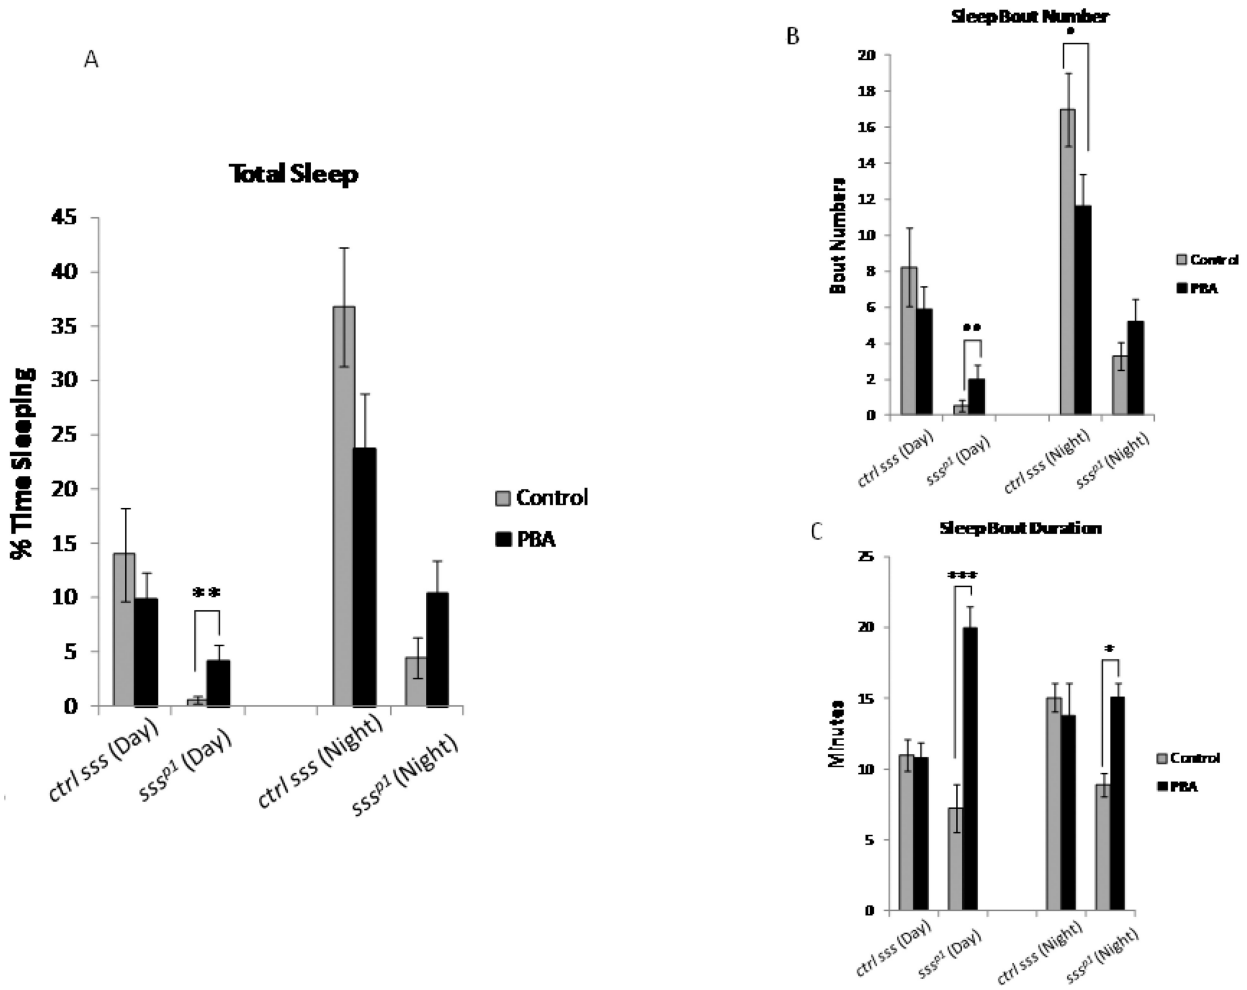 A
Total Sleep
% Time Sleeping
45
40
35
30
25
20
15
10
5
0
**
ctrl sss (Day)
sssp1 (Day)
ctrl sss (Night)
sssp1 (Night)
Control
PBA
B
Sleep Bout Number
Bout Numbers
20
18
16
14
12
10
8
6
4
2
0
**
*
ctrl sss (Day)
sssp1 (Day)
ctrl sss (Night)
sssp1 (Night)
Control
PBA
C
Sleep Bout Duration
Minutes
25
20
15
10
5
0
***
*
ctrl sss (Day)
sssp1 (Day)
ctrl sss (Night)
sssp1 (Night)
Control
PBA